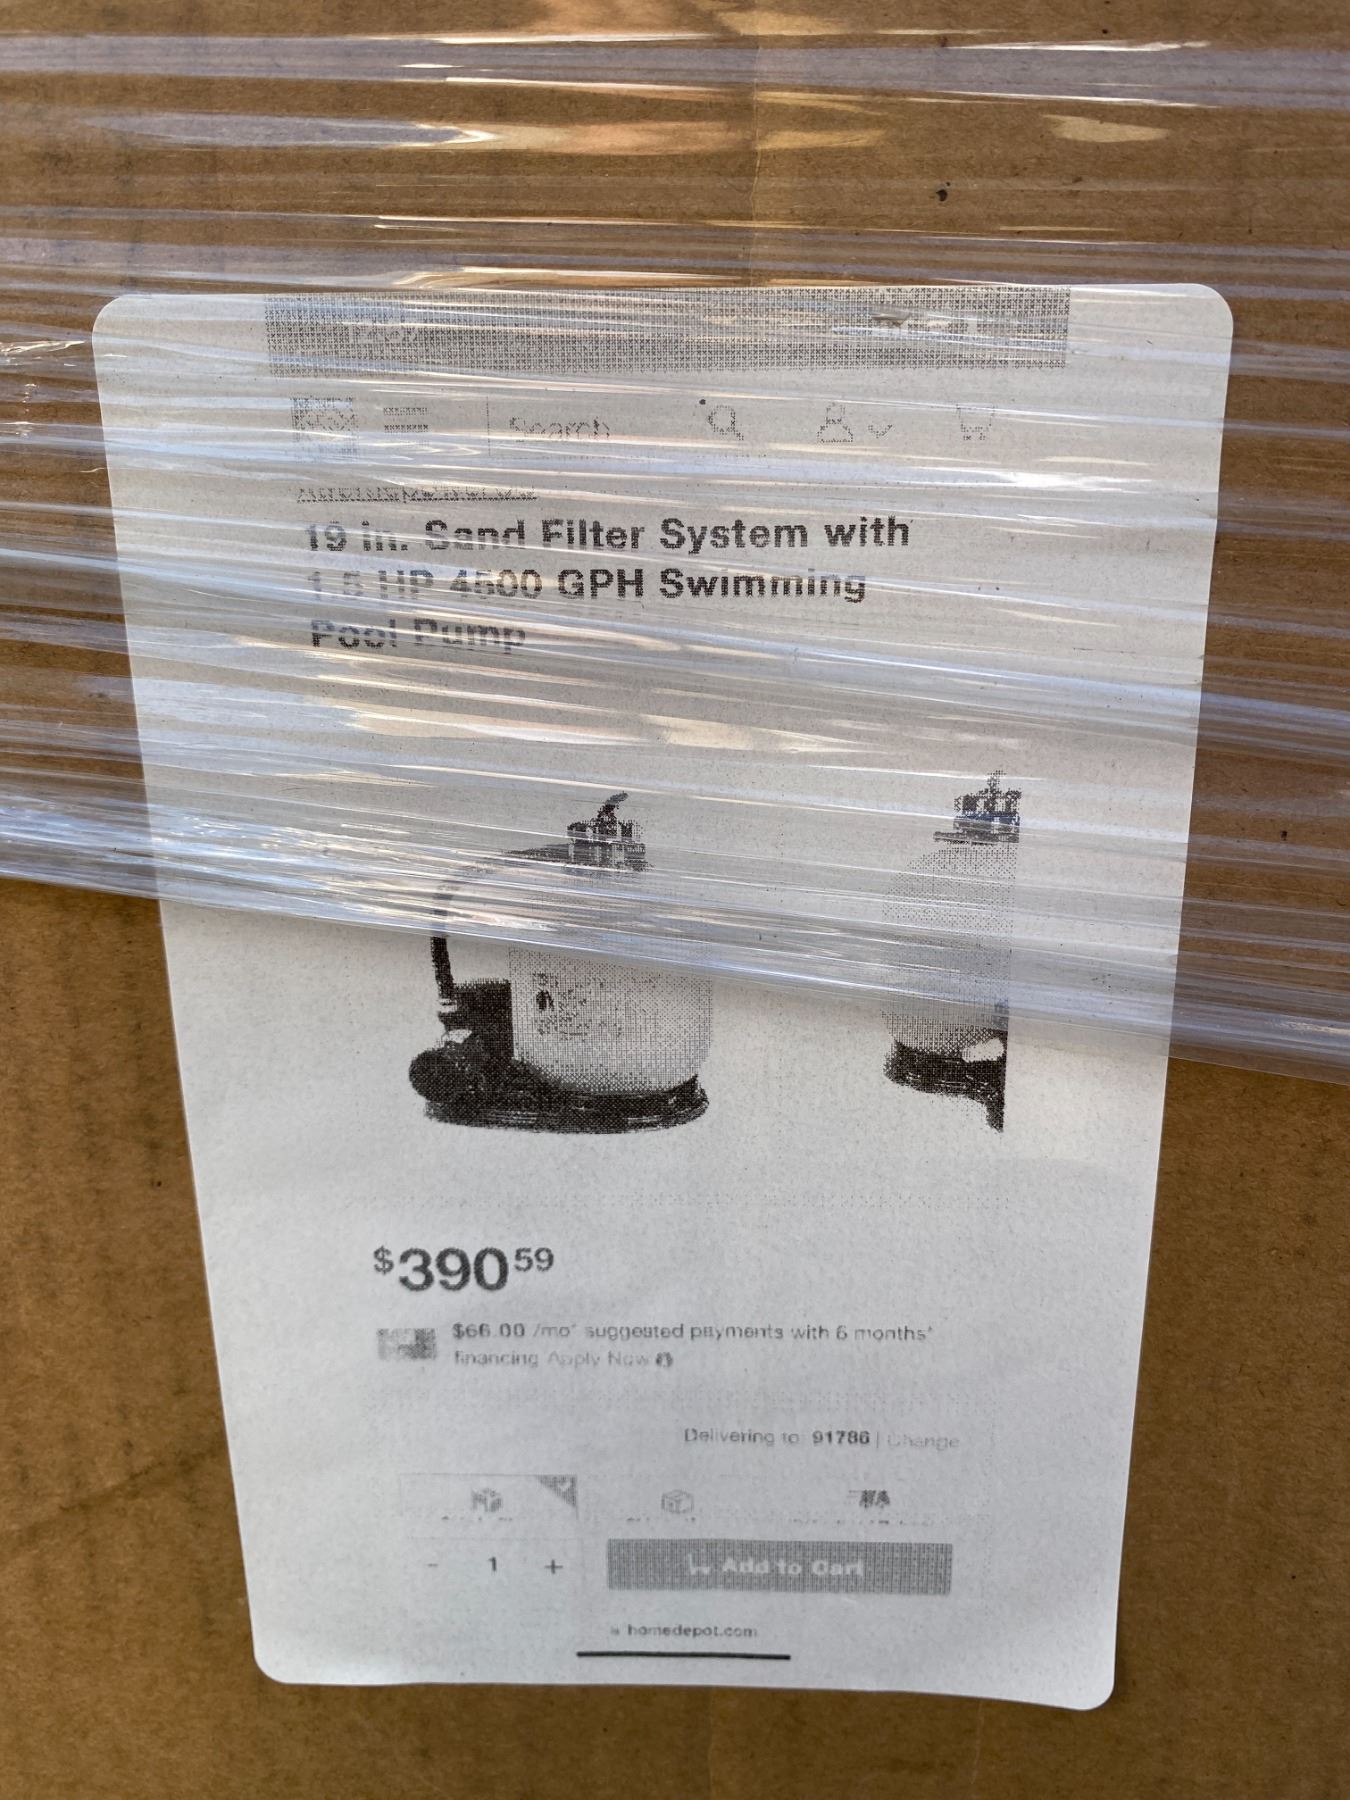 Search
19 in. Sand Filter System with
1.5 HP 4500 GPH Swimming
Pool Pump
$390 59
$66.00 /mo* suggested payments with 6 months*
financing Apply Now
Delivering to 91786 | Change
- 1 +
Add to Cart
homedepot.com